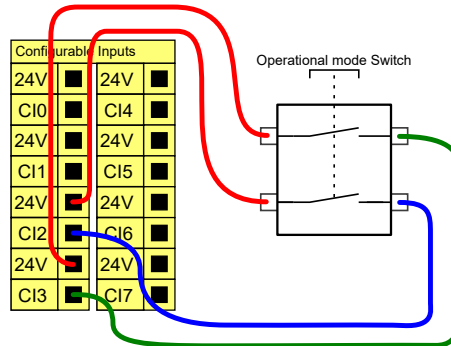 Configurable Inputs
Operational mode Switch
24V 24V
CI0 CI4
24V 24V
CI1 CI5
24V 24V
CI2 CI6
24V 24V
CI3 CI7